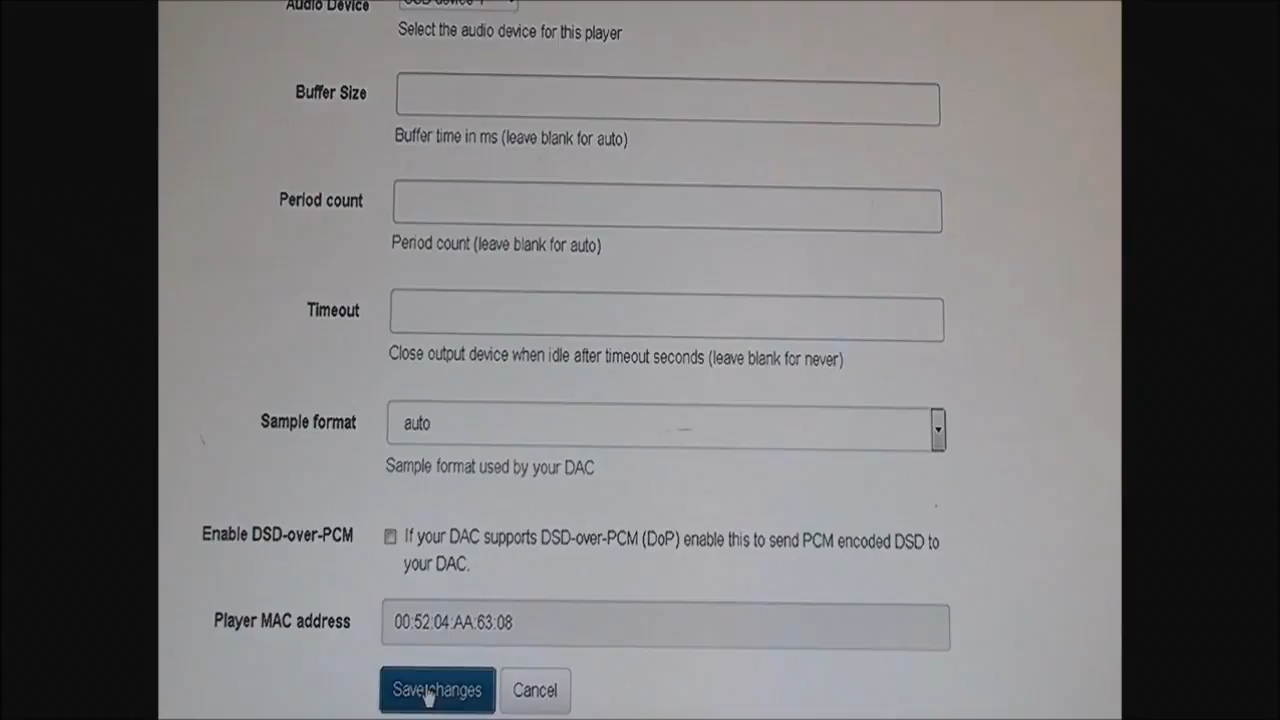 Audio Device
USB device 1
Select the audio device for this player
Buffer Size
Buffer time in ms (leave blank for auto)
Period count
Period count (leave blank for auto)
Timeout
Close output device when idle after timeout seconds (leave blank for never)
Sample format
auto
Sample format used by your DAC
Enable DSD-over-PCM
If your DAC supports DSD-over-PCM (DoP) enable this to send PCM encoded DSD to
your DAC.
Player MAC address
00:52:04:AA:63:08
Save changes
Cancel